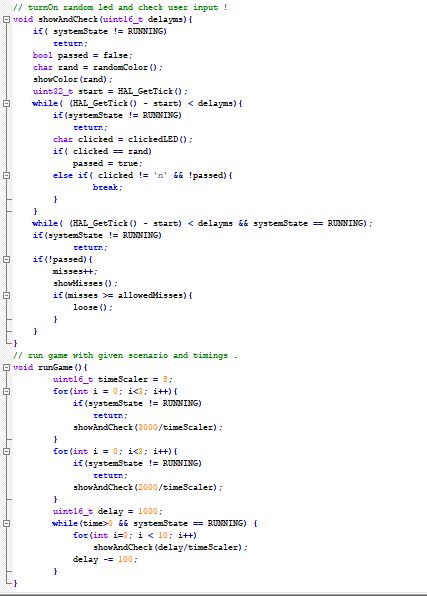 // turnOn random led and check user input !
void showAndCheck(uint16_t delayms){
if( systemState != RUNNING)
return;
bool passed = false;
char rand = randomColor();
showColor(rand);
uint32_t start = HAL_GetTick();
while( (HAL_GetTick() - start) < delayms){
if(systemState != RUNNING)
return;
char clicked = clickedLED();
if( clicked == rand)
passed = true;
else if( clicked != 'n' && !passed){
break;
}
}
while( (HAL_GetTick() - start) < delayms && systemState == RUNNING);
if(systemState != RUNNING)
return;
if(!passed){
misses++;
showMisses();
if(misses >= allowedMisses){
loose();
}
}
}
// run game with given scenario and timings .
void runGame(){
uint16_t timeScaler = 8;
for(int i = 0; i<3; i++){
if(systemState != RUNNING)
return;
showAndCheck(3000/timeScaler);
}
for(int i = 0; i<3; i++){
if(systemState != RUNNING)
return;
showAndCheck(2000/timeScaler);
}
uint16_t delay = 1000;
while(time>0 && systemState == RUNNING) {
for(int i=0; i < 10; i++)
showAndCheck(delay/timeScaler);
delay -= 100;
}
}